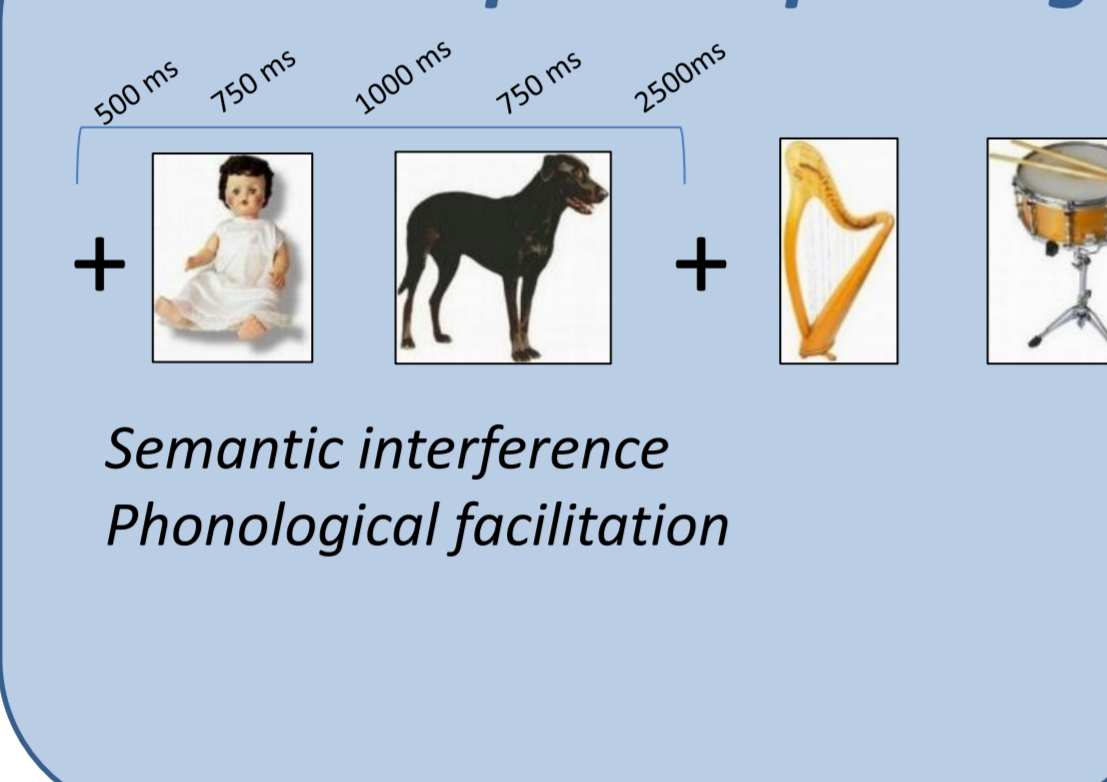 500 ms
750 ms
1000 ms
750 ms
2500ms
+
+
Semantic interference
Phonological facilitation